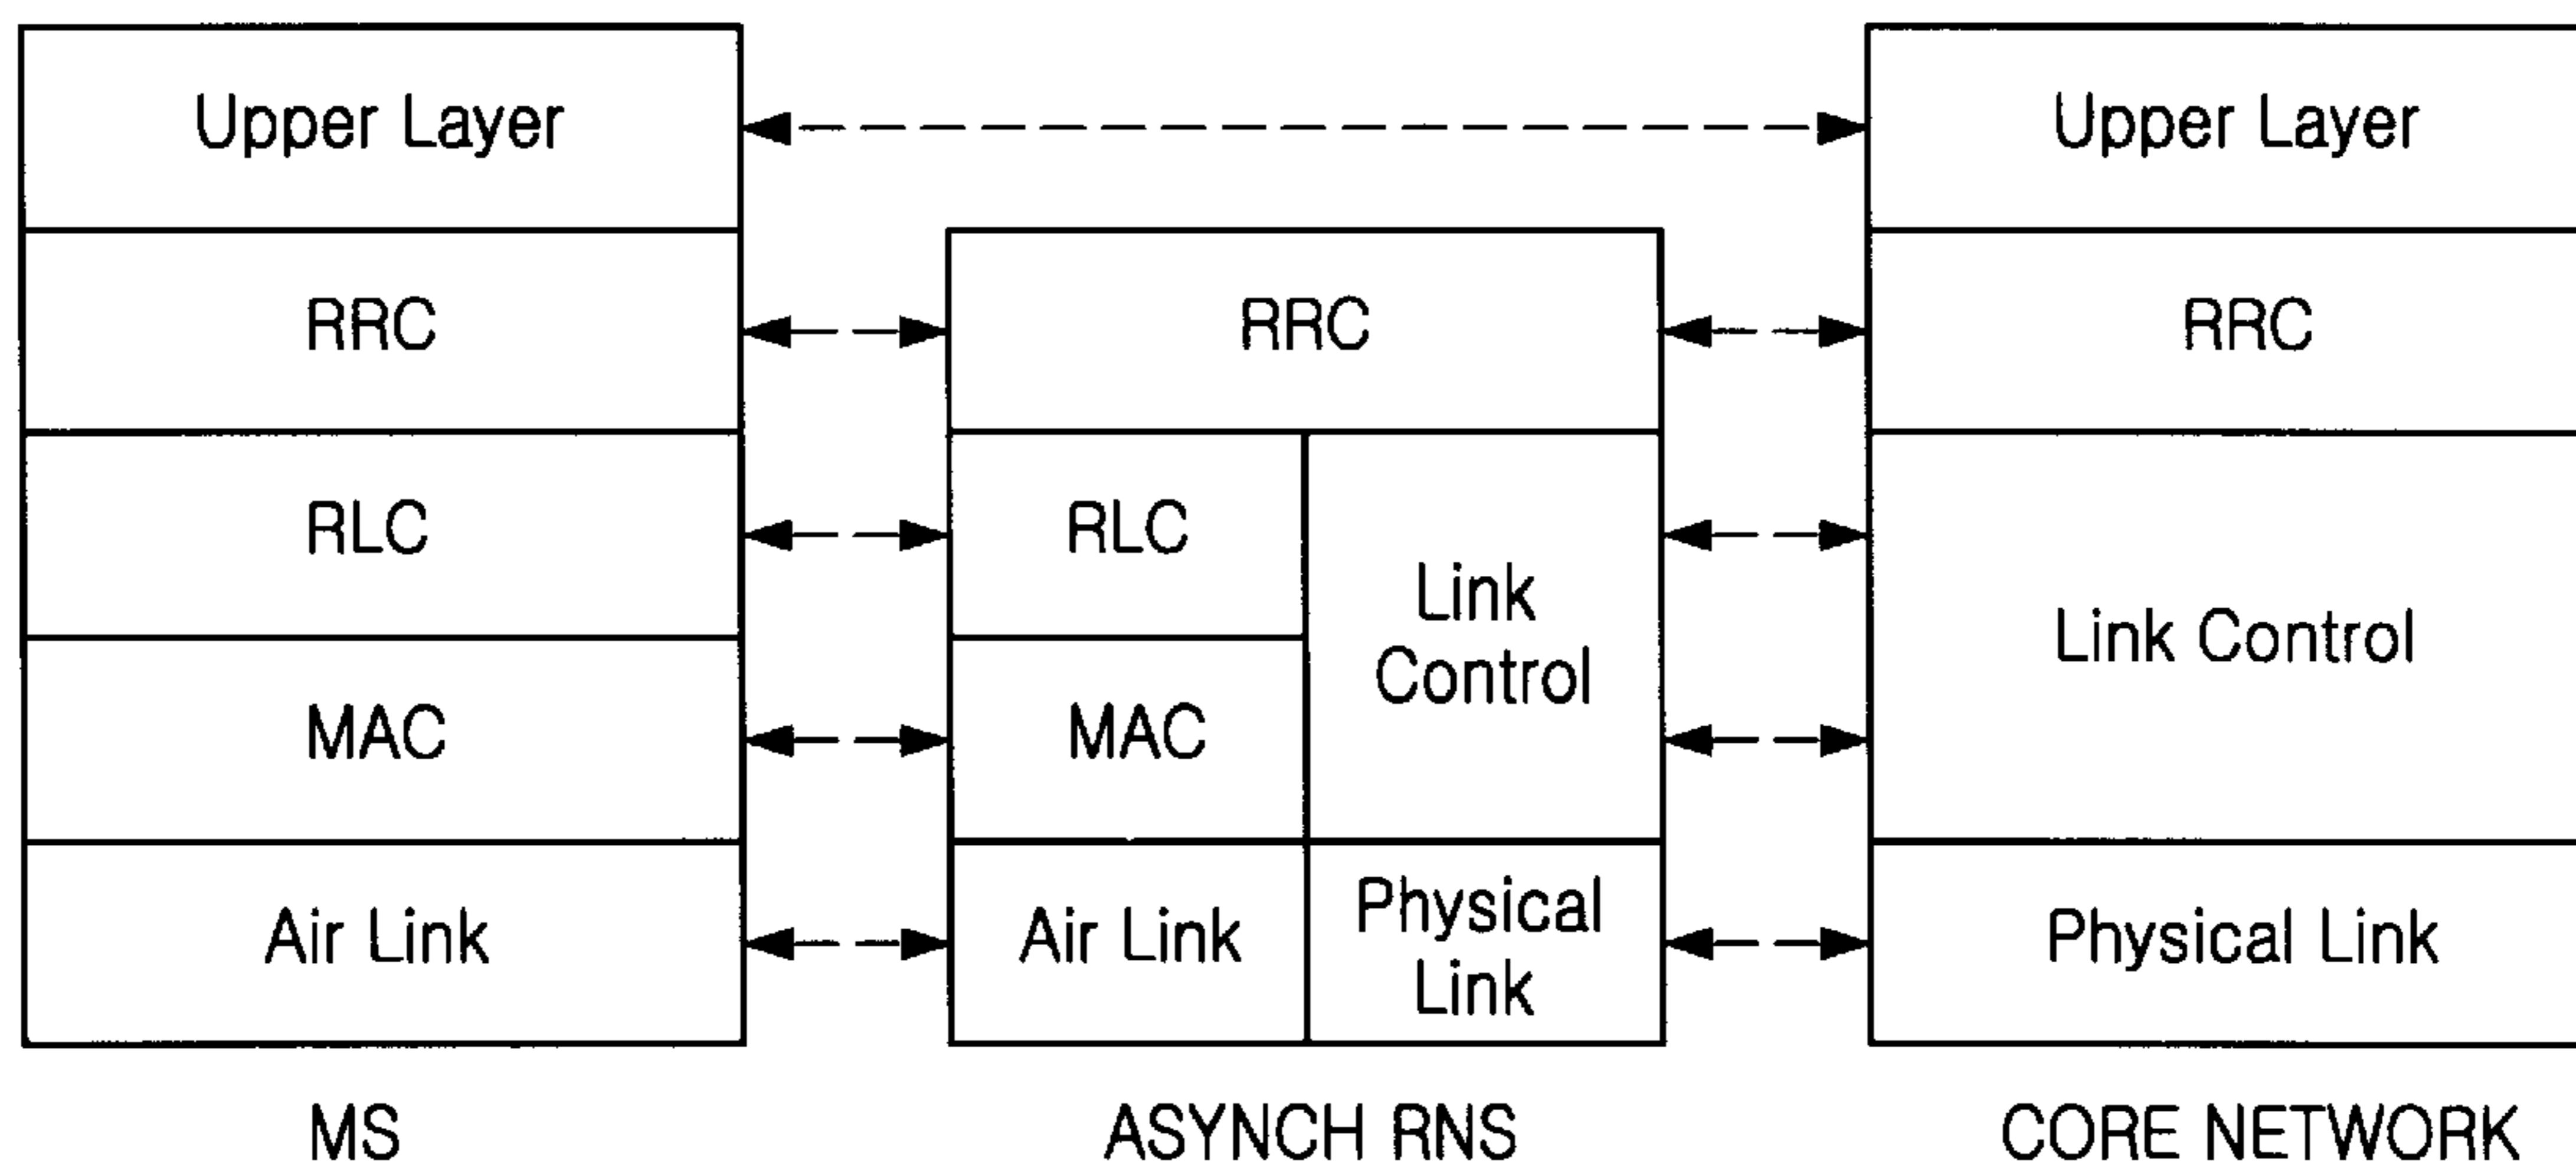 Upper Layer
RRC
RLC
MAC
Air Link
MS
RRC
RLC
MAC
Air Link
Link
Control
Physical
Link
ASYNCH RNS
Upper Layer
RRC
Link Control
Physical Link
CORE NETWORK